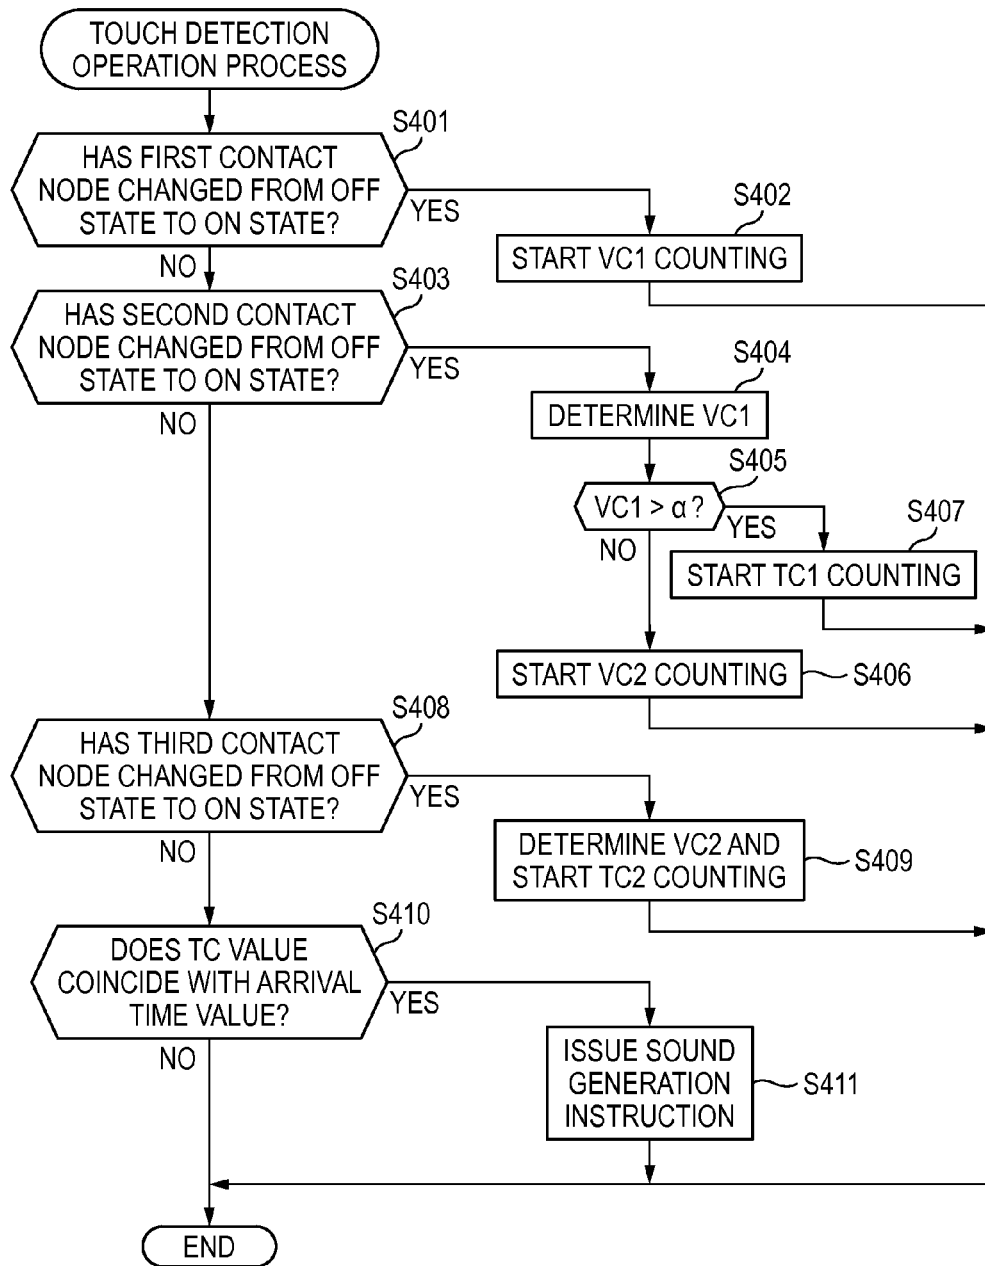 TOUCH DETECTION
OPERATION PROCESS
S401
HAS FIRST CONTACT
NODE CHANGED FROM OFF
STATE TO ON STATE?
YES
NO
S402
START VC1 COUNTING
S403
HAS SECOND CONTACT
NODE CHANGED FROM OFF
STATE TO ON STATE?
YES
NO
S404
DETERMINE VC1
S405
VC1 > α ?
YES
NO
S407
START TC1 COUNTING
START VC2 COUNTING
S406
S408
HAS THIRD CONTACT
NODE CHANGED FROM OFF
STATE TO ON STATE?
YES
NO
DETERMINE VC2 AND
START TC2 COUNTING
S409
S410
DOES TC VALUE
COINCIDE WITH ARRIVAL
TIME VALUE?
YES
NO
ISSUE SOUND
GENERATION
INSTRUCTION
S411
END